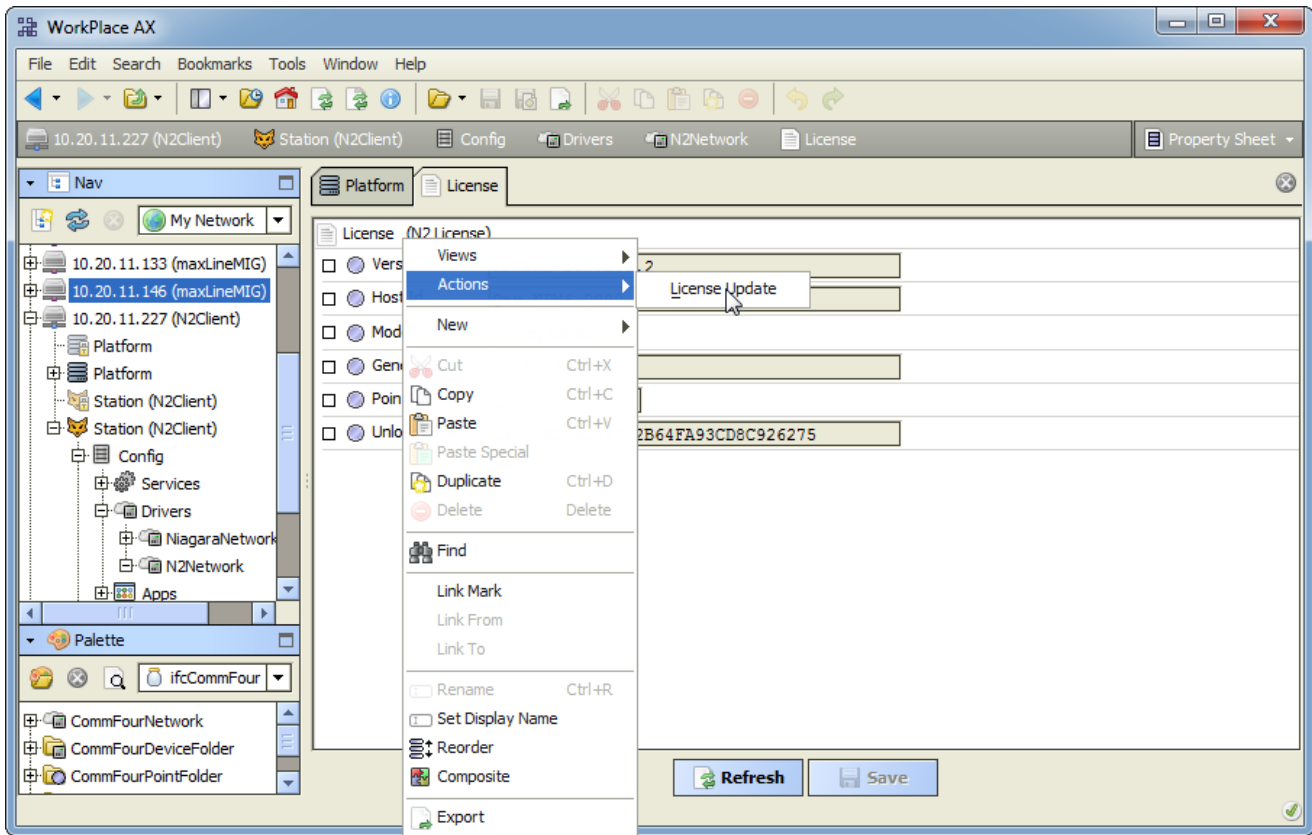 WorkPlace AX
File Edit Search Bookmarks Tools Window Help
10.20.11.227 (N2Client) Station (N2Client) Config Drivers N2Network License Property Sheet
Nav
My Network
10.20.11.133 (maxLineMIG)
10.20.11.146 (maxLineMIG)
10.20.11.227 (N2Client)
Platform
Platform
Station (N2Client)
Station (N2Client)
Config
Services
Drivers
NiagaraNetwork
N2Network
Apps
Palette
ifcCommFour
CommFourNetwork
CommFourDeviceFolder
CommFourPointFolder
Platform License
License (N2 License)
Vers .2
Host
Mod
Gen
Poin
Unlo 2B64FA93CD8C926275
Views
Actions
License Update
New
Cut Ctrl+X
Copy Ctrl+C
Paste Ctrl+V
Paste Special
Duplicate Ctrl+D
Delete Delete
Find
Link Mark
Link From
Link To
Rename Ctrl+R
Set Display Name
Reorder
Composite
Export
Refresh Save